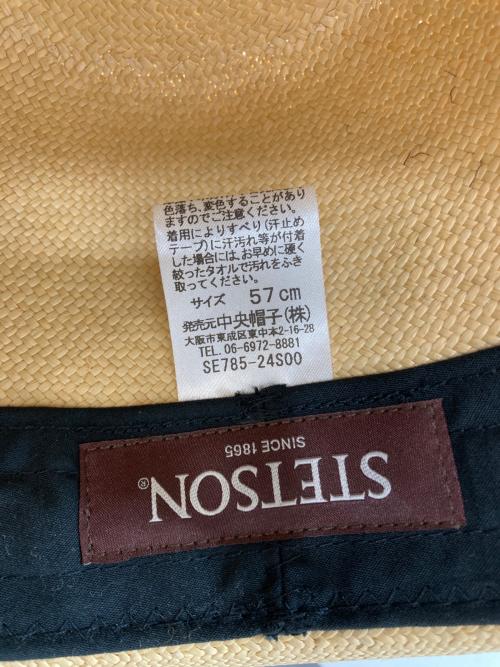 色落ち、変色することがあり
ますのでご注意ください。
着用によりすべり(汗止め
テープ)に汗汚れ等が付着
した場合には、お早めに硬く
絞ったタオルで汚れをふき
取ってください。
サイズ 57cm
発売元中央帽子(株)
大阪市東成区東中本2-16-28
TEL. 06-6972-8881
SE785-24S00
STETSON®
SINCE 1865